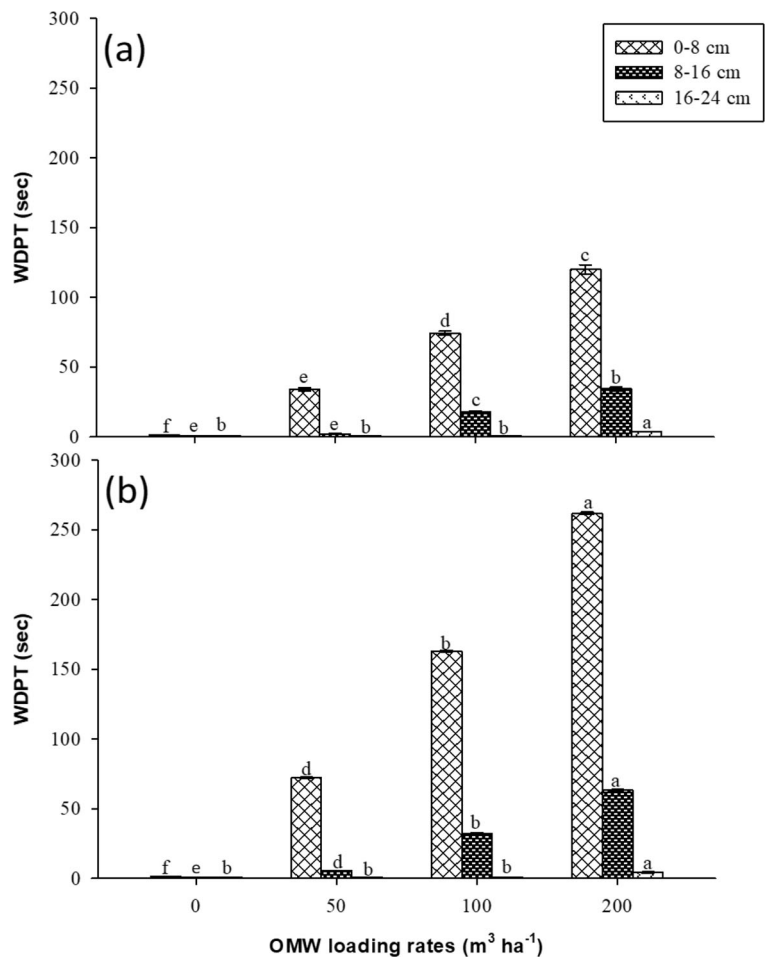 300
(a)
0-8 cm
8-16 cm
16-24 cm
250
200
WDPT (sec)
150
c
100
d
50
e
b
c
f e b
e b
b
a
0
300
(b)
a
250
200
WDPT (sec)
b
150
100
d
a
50
b
f e b
d b
b
a
0
0 50 100 200
OMW loading rates (m³ ha⁻¹)